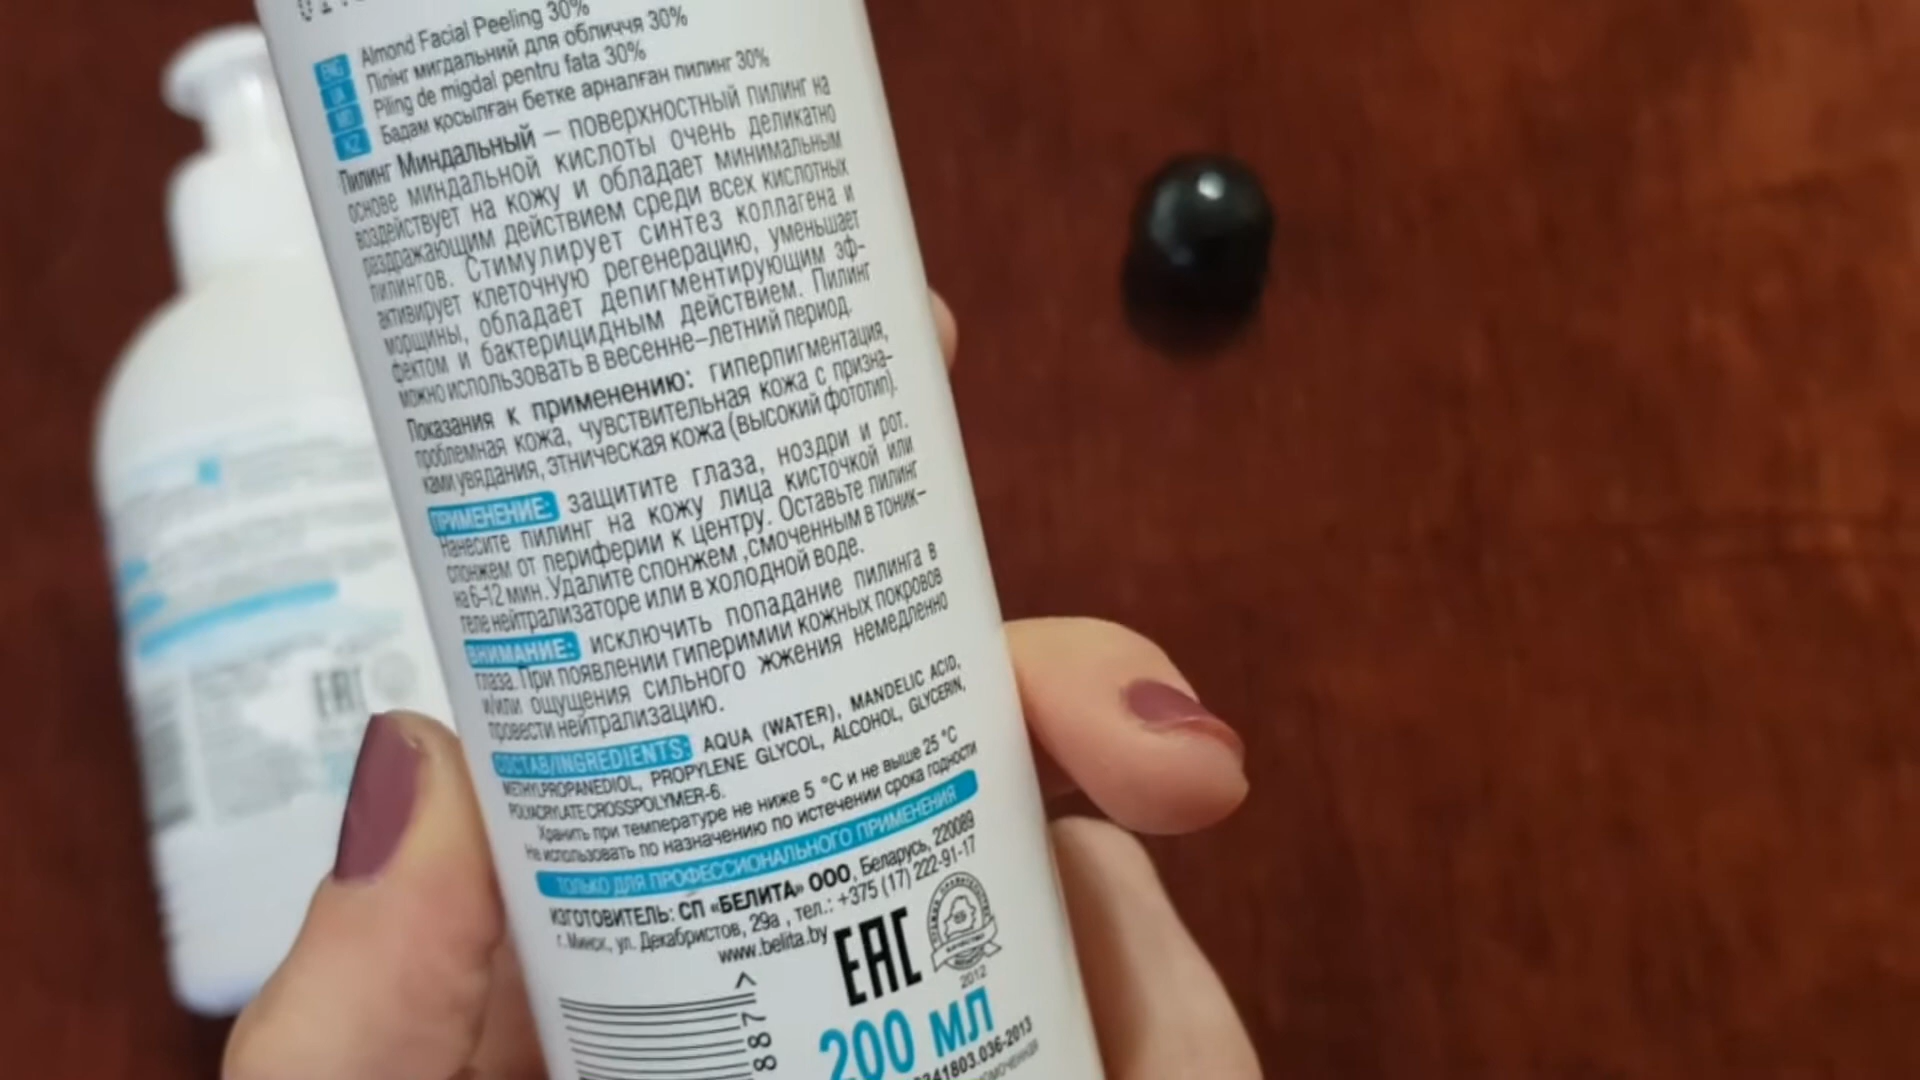 ENG Almond Facial Peeling 30%
UA Пілінг мигдальний для обличчя 30%
MD Piling de migdal pentru fata 30%
KZ Бадам қосылған бетке арналған пилинг 30%
Пилинг Миндальный – поверхностный пилинг на
основе миндальной кислоты очень деликатно
воздействует на кожу и обладает минимальным
раздражающим действием среди всех кислотных
пилингов. Стимулирует синтез коллагена и
активирует клеточную регенерацию, уменьшает
морщины, обладает депигментирующим эф-
фектом и бактерицидным действием. Пилинг
можно использовать в весенне–летний период.
Показания к применению: гиперпигментация,
проблемная кожа, чувствительная кожа с призна-
ками увядания, этническая кожа (высокий фототип).
ПРИМЕНЕНИЕ: защитите глаза, ноздри и рот.
Нанесите пилинг на кожу лица кисточкой или
спонжем от периферии к центру. Оставьте пилинг
на 6–12 мин. Удалите спонжем ,смоченным в тоник–
геле нейтрализаторе или в холодной воде.
ВНИМАНИЕ: исключить попадание пилинга в
глаза. При появлении гиперимии кожных покровов
и/или ощущения сильного жжения немедленно
провести нейтрализацию.
СОСТАВ/INGREDIENTS: AQUA (WATER), MANDELIC ACID,
METHYLPROPANEDIOL, PROPYLENE GLYCOL, ALCOHOL, GLYCERIN,
POLYACRYLATE CROSSPOLYMER-6.
Хранить при температуре не ниже 5 °C и не выше 25 °C
Не использовать по назначению по истечении срока годности
ТОЛЬКО ДЛЯ ПРОФЕССИОНАЛЬНОГО ПРИМЕНЕНИЯ
ИЗГОТОВИТЕЛЬ: СП «БЕЛИТА» ООО, Беларусь, 220089
г. Минск, ул. Декабристов, 29а , тел.: +375 (17) 222-91-17
www.belita.by
EAC
2012
200 мл
EAC